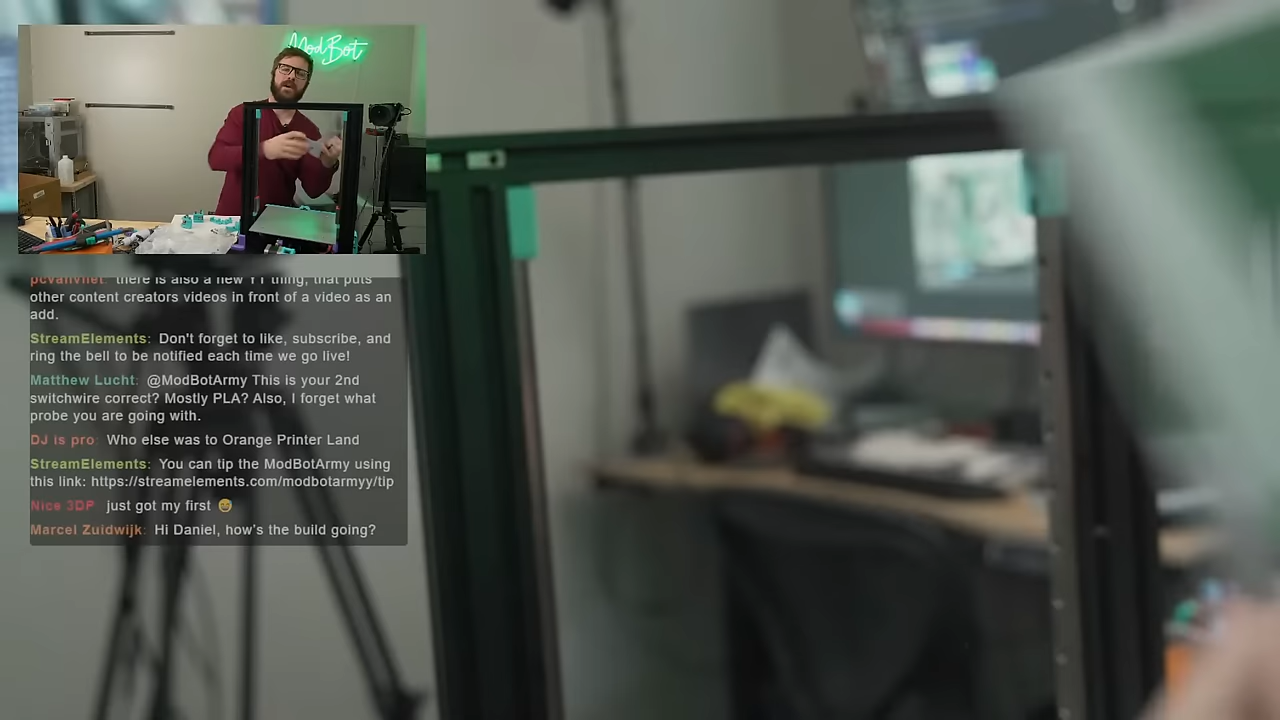 ModBot
pcvanvliet: there is also a new YT thing, that puts
other content creators videos in front of a video as an
add.
StreamElements: Don't forget to like, subscribe, and
ring the bell to be notified each time we go live!
Matthew Lucht: @ModBotArmy This is your 2nd
switchwire correct? Mostly PLA? Also, I forget what
probe you are going with.
DJ is pro: Who else was to Orange Printer Land
StreamElements: You can tip the ModBotArmy using
this link: https://streamelements.com/modbotarmyy/tip
Nice 3DP just got my first 😅
Marcel Zuidwijk: Hi Daniel, how's the build going?